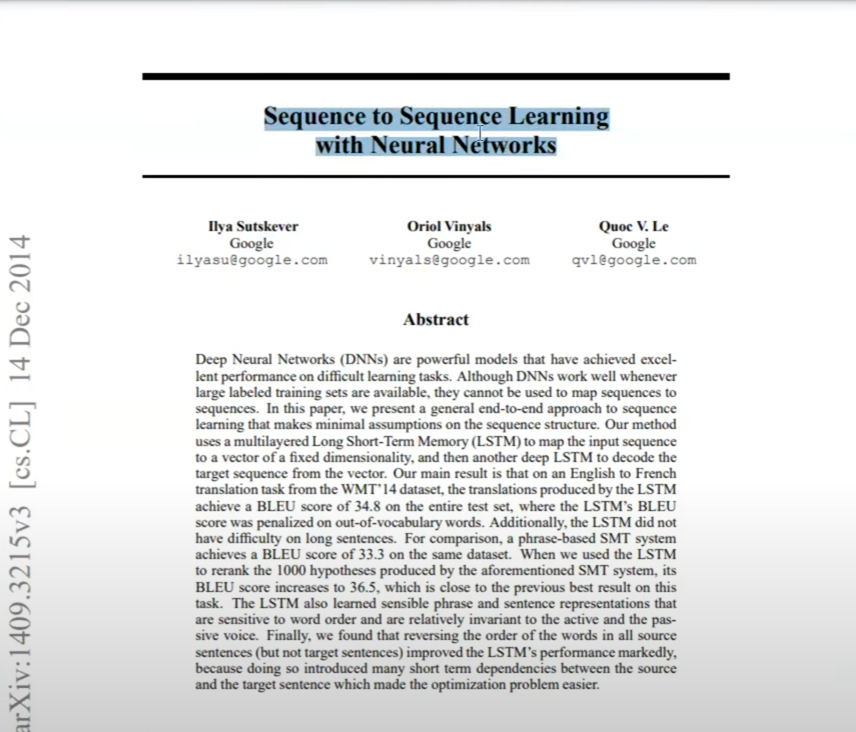 Sequence to Sequence Learning
with Neural Networks
Ilya Sutskever
Google
ilyasu@google.com
Oriol Vinyals
Google
vinyals@google.com
Quoc V. Le
Google
qvl@google.com
Abstract
Deep Neural Networks (DNNs) are powerful models that have achieved excel-
lent performance on difficult learning tasks. Although DNNs work well whenever
large labeled training sets are available, they cannot be used to map sequences to
sequences. In this paper, we present a general end-to-end approach to sequence
learning that makes minimal assumptions on the sequence structure. Our method
uses a multilayered Long Short-Term Memory (LSTM) to map the input sequence
to a vector of a fixed dimensionality, and then another deep LSTM to decode the
target sequence from the vector. Our main result is that on an English to French
translation task from the WMT'14 dataset, the translations produced by the LSTM
achieve a BLEU score of 34.8 on the entire test set, where the LSTM's BLEU
score was penalized on out-of-vocabulary words. Additionally, the LSTM did not
have difficulty on long sentences. For comparison, a phrase-based SMT system
achieves a BLEU score of 33.3 on the same dataset. When we used the LSTM
to rerank the 1000 hypotheses produced by the aforementioned SMT system, its
BLEU score increases to 36.5, which is close to the previous best result on this
task. The LSTM also learned sensible phrase and sentence representations that
are sensitive to word order and are relatively invariant to the active and the pas-
sive voice. Finally, we found that reversing the order of the words in all source
sentences (but not target sentences) improved the LSTM's performance markedly,
because doing so introduced many short term dependencies between the source
and the target sentence which made the optimization problem easier.
arXiv:1409.3215v3 [cs.CL] 14 Dec 2014